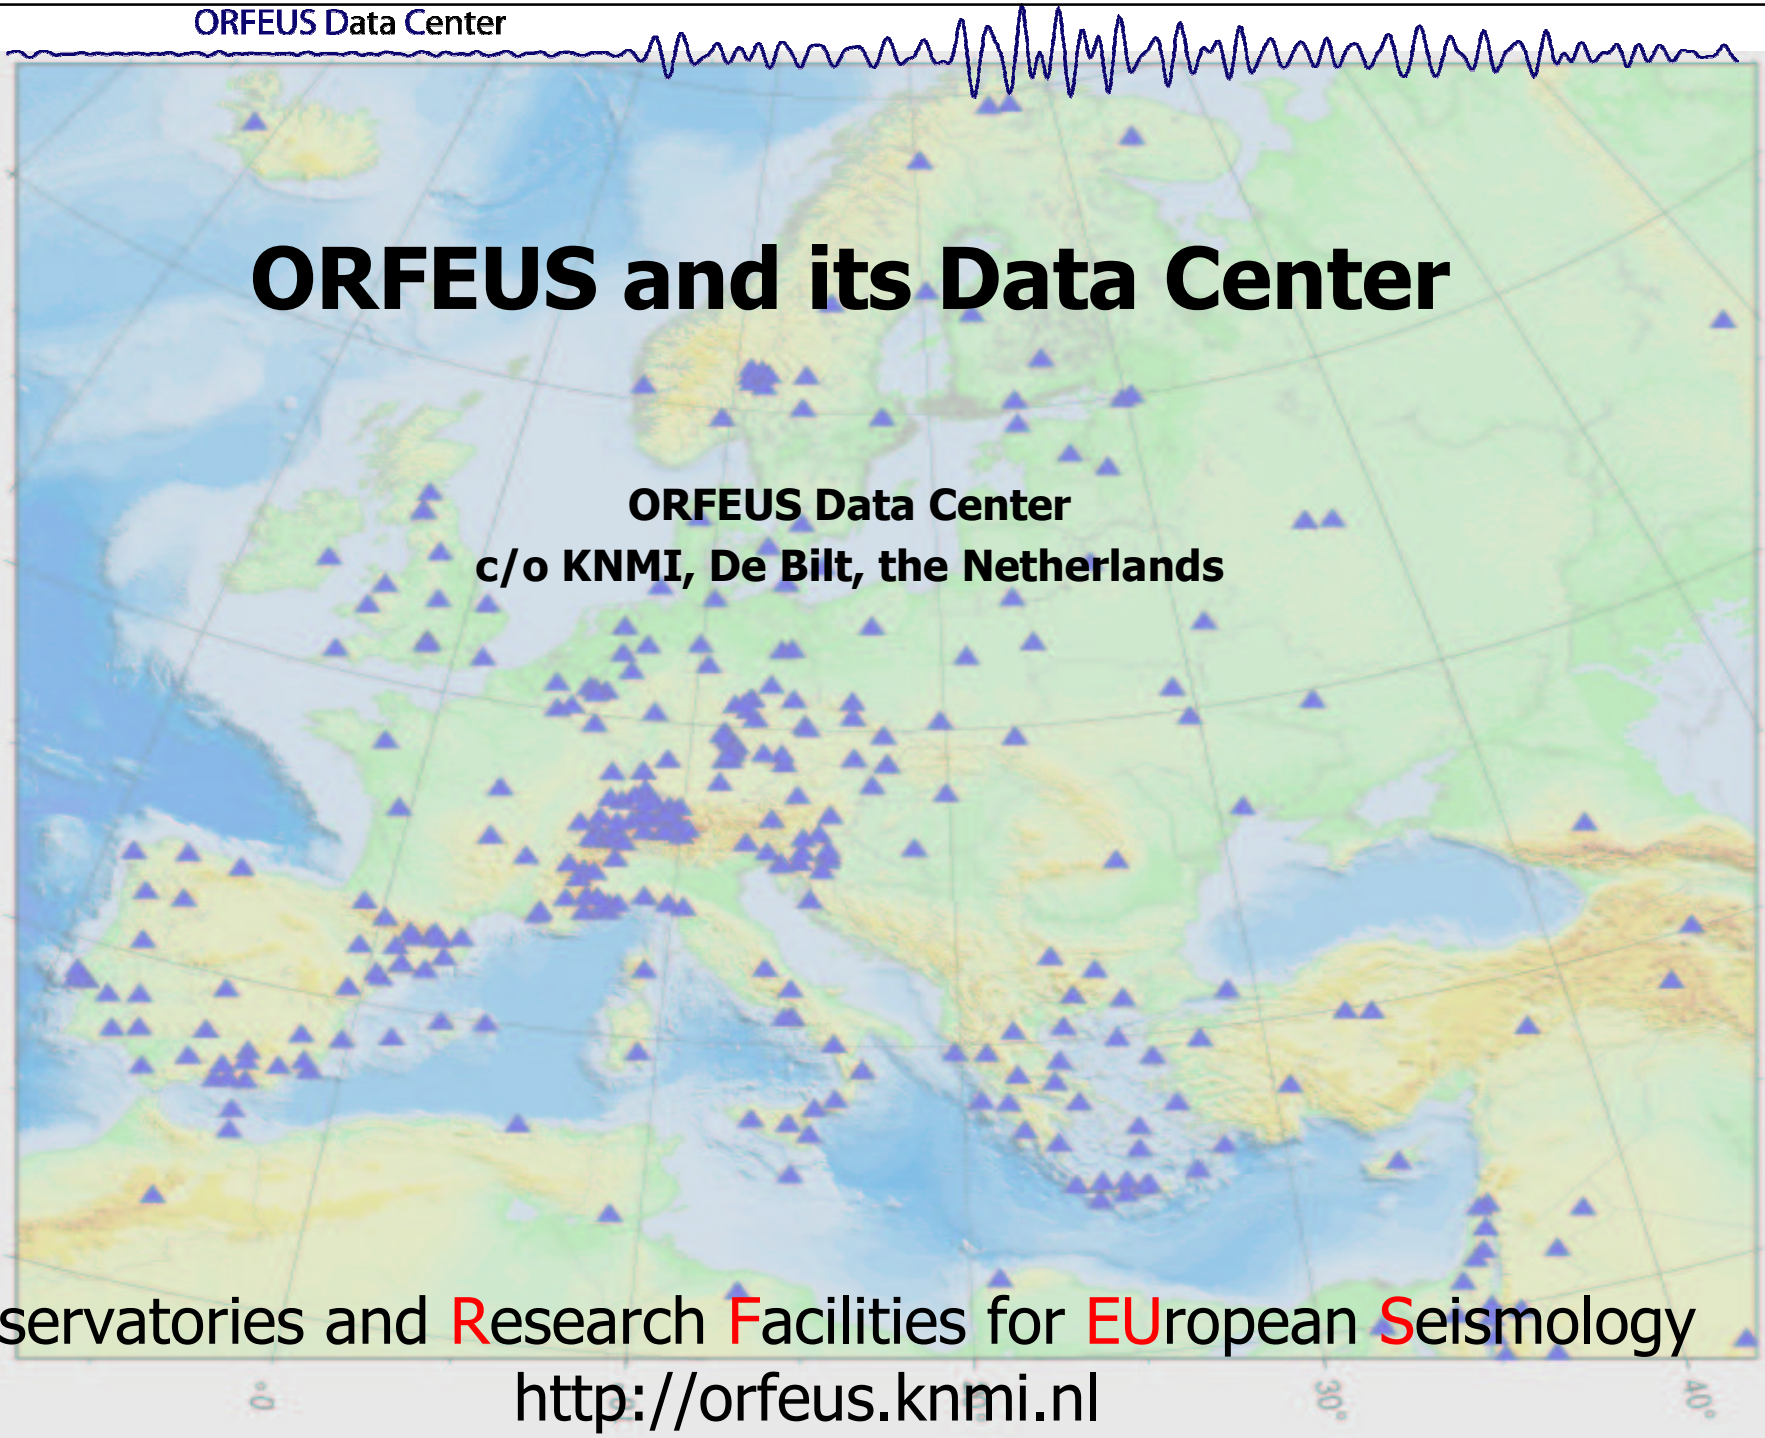 ORFEUS Data Center
ORFEUS and its Data Center
ORFEUS Data Center
c/o KNMI, De Bilt, the Netherlands
servatories and Research Facilities for EUropean Seismology
http://orfeus.knmi.nl
0° 30° 40°